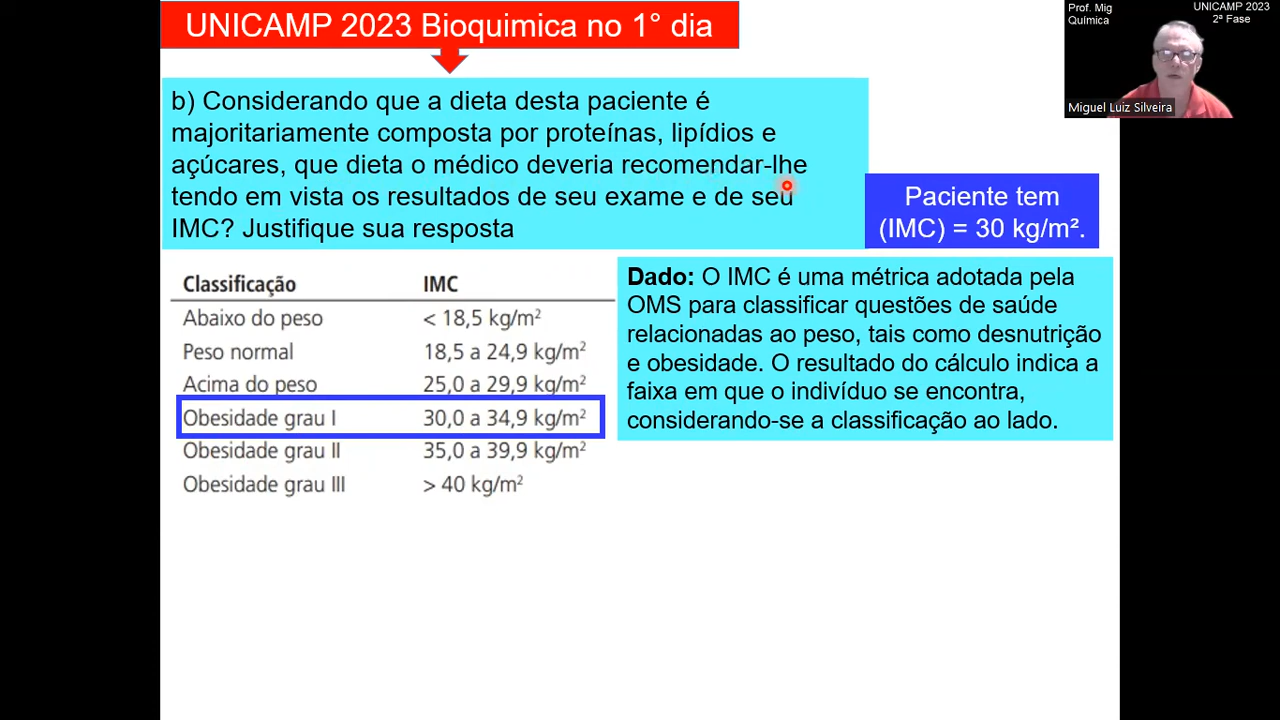 UNICAMP 2023 Bioquimica no 1° dia
Prof. Mig
Química
UNICAMP 2023
2ª Fase
Miguel Luiz Silveira
b) Considerando que a dieta desta paciente é
majoritariamente composta por proteínas, lipídios e
açúcares, que dieta o médico deveria recomendar-lhe
tendo em vista os resultados de seu exame e de seu
IMC? Justifique sua resposta
Paciente tem
(IMC) = 30 kg/m².
Classificação IMC
Abaixo do peso < 18,5 kg/m²
Peso normal 18,5 a 24,9 kg/m²
Acima do peso 25,0 a 29,9 kg/m²
Obesidade grau I 30,0 a 34,9 kg/m²
Obesidade grau II 35,0 a 39,9 kg/m²
Obesidade grau III > 40 kg/m²
Dado: O IMC é uma métrica adotada pela
OMS para classificar questões de saúde
relacionadas ao peso, tais como desnutrição
e obesidade. O resultado do cálculo indica a
faixa em que o indivíduo se encontra,
considerando-se a classificação ao lado.